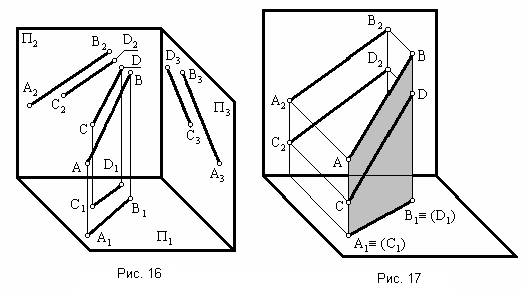 П₂ B₂ D₂
D D₃
B B₃
A₂ C₂
C C₃ П₃
A D₁ A₃
C₁ B₁
A₁ П₁
Рис. 16
B₂
B
D₂
D
A₂
C₂
A
C
B₁≡(D₁)
A₁≡(C₁)
Рис. 17